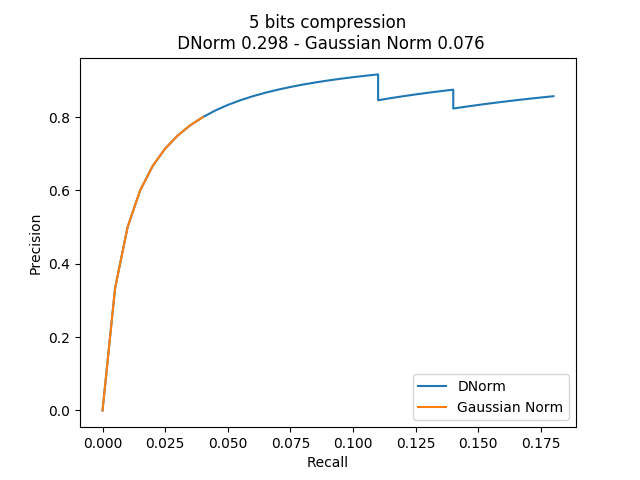 5 bits compression
DNorm 0.298 - Gaussian Norm 0.076
Precision
0.8
0.6
0.4
0.2
0.0
DNorm
Gaussian Norm
0.000 0.025 0.050 0.075 0.100 0.125 0.150 0.175
Recall